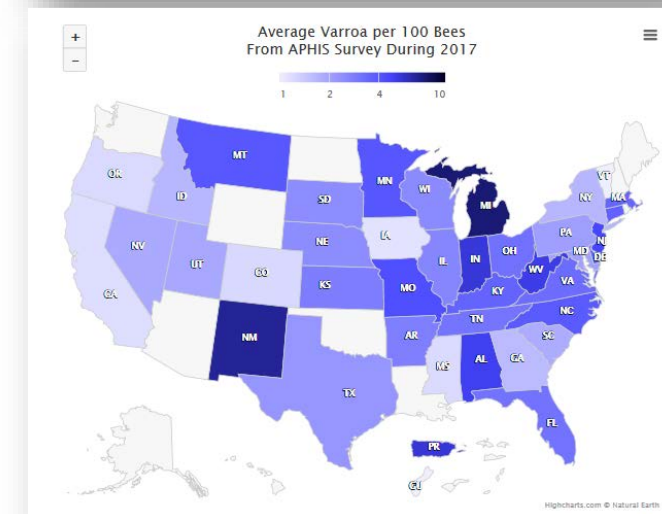 +
−
Average Varroa per 100 Bees
From APHIS Survey During 2017
1 2 4 10
OR
ID
MT
MN
WI
MI
SD
VT
MA
NY
NV
UT
CO
CA
NE
IA
IL
IN
OH
PA
NJ
MD
DE
WV
VA
KS
MO
KY
NC
TN
NM
AR
MS
AL
GA
SC
TX
FL
PR
GU
Highcharts.com © Natural Earth